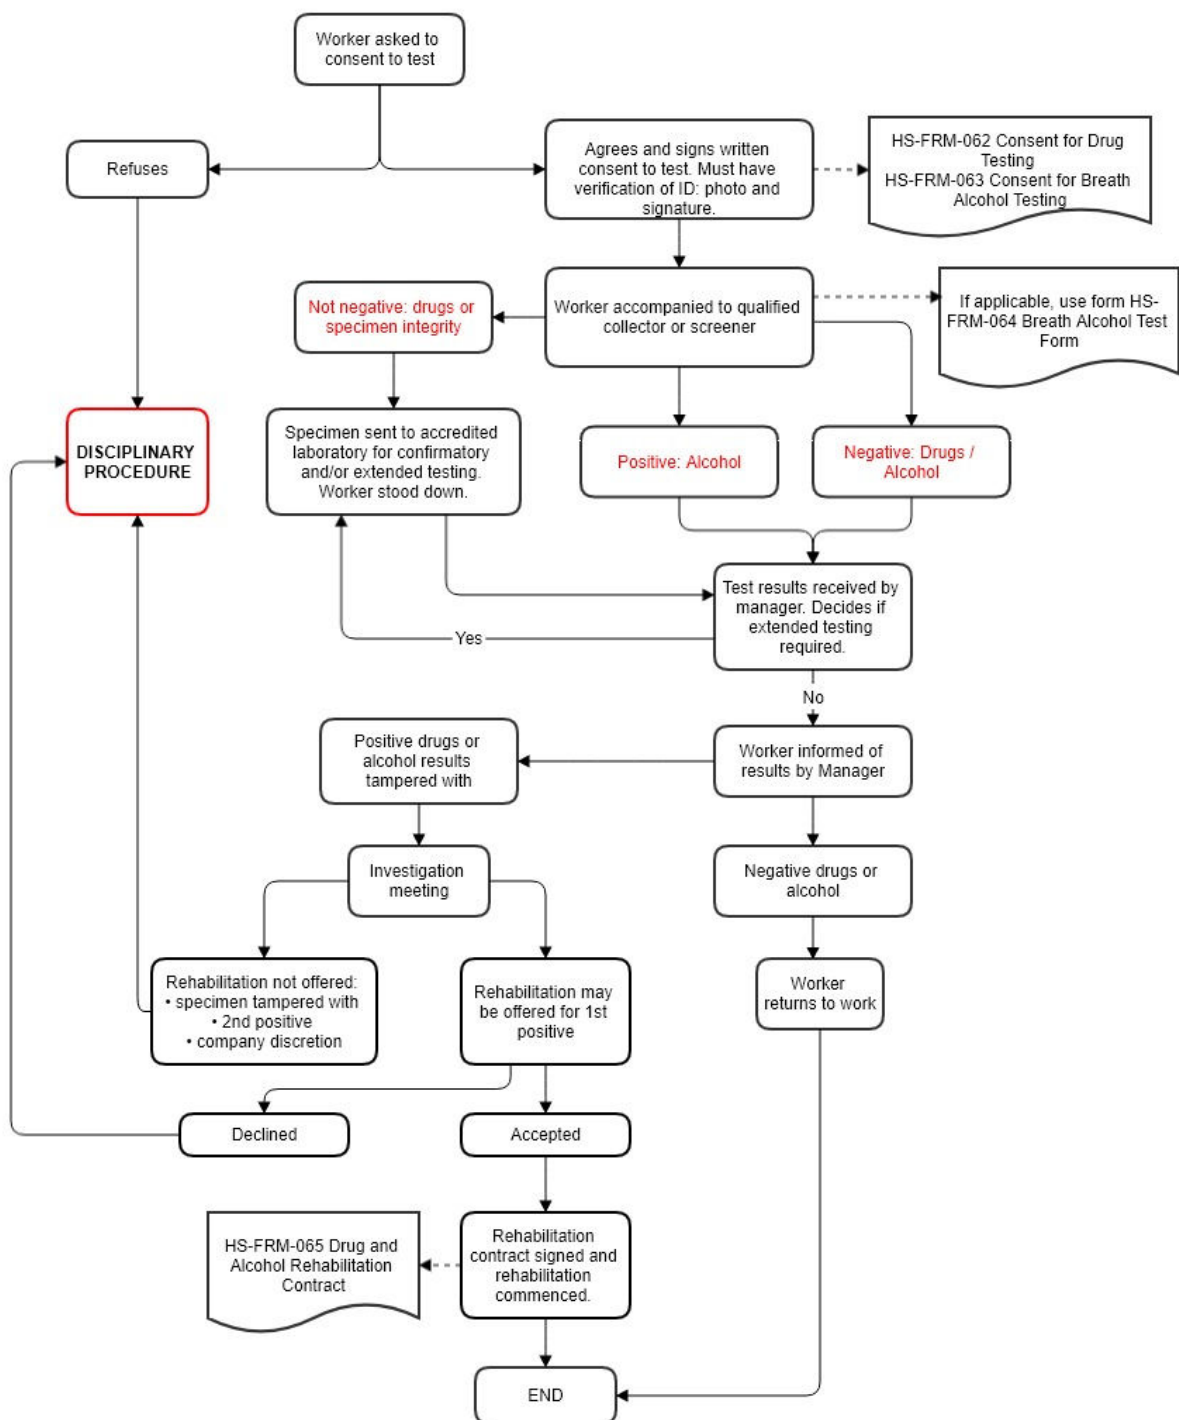 Worker asked to
consent to test
Refuses
Agrees and signs written
consent to test. Must have
verification of ID: photo and
signature.
HS-FRM-062 Consent for Drug
Testing
HS-FRM-063 Consent for Breath
Alcohol Testing
Not negative: drugs or
specimen integrity
Worker accompanied to qualified
collector or screener
If applicable, use form HS-
FRM-064 Breath Alcohol Test
Form
DISCIPLINARY
PROCEDURE
Specimen sent to accredited
laboratory for confirmatory
and/or extended testing.
Worker stood down.
Positive: Alcohol
Negative: Drugs /
Alcohol
Test results received by
manager. Decides if
extended testing
required.
Yes
No
Positive drugs or
alcohol results
tampered with
Worker informed of
results by Manager
Investigation
meeting
Negative drugs or
alcohol
Rehabilitation not offered:
• specimen tampered with
• 2nd positive
• company discretion
Rehabilitation may
be offered for 1st
positive
Worker
returns to work
Declined
Accepted
HS-FRM-065 Drug and
Alcohol Rehabilitation
Contract
Rehabilitation
contract signed and
rehabilitation
commenced.
END